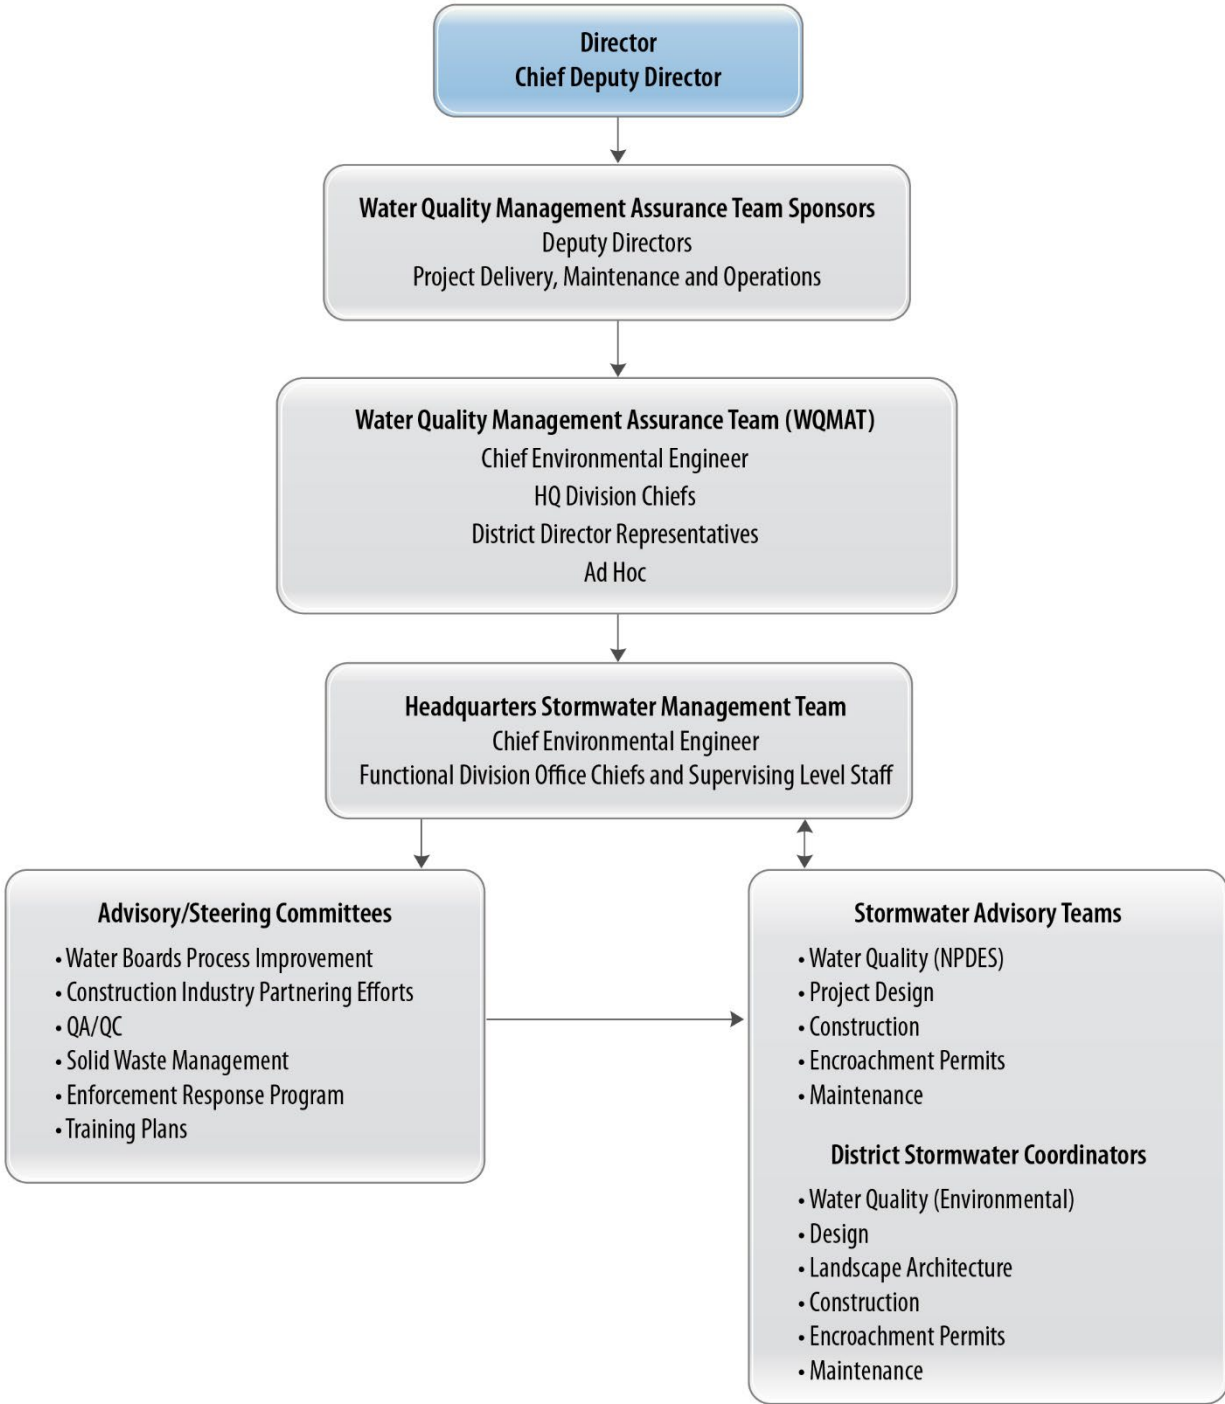 Director
Chief Deputy Director
Water Quality Management Assurance Team Sponsors
Deputy Directors
Project Delivery, Maintenance and Operations
Water Quality Management Assurance Team (WQMAT)
Chief Environmental Engineer
HQ Division Chiefs
District Director Representatives
Ad Hoc
Headquarters Stormwater Management Team
Chief Environmental Engineer
Functional Division Office Chiefs and Supervising Level Staff
Advisory/Steering Committees
• Water Boards Process Improvement
• Construction Industry Partnering Efforts
• QA/QC
• Solid Waste Management
• Enforcement Response Program
• Training Plans
Stormwater Advisory Teams
• Water Quality (NPDES)
• Project Design
• Construction
• Encroachment Permits
• Maintenance
District Stormwater Coordinators
• Water Quality (Environmental)
• Design
• Landscape Architecture
• Construction
• Encroachment Permits
• Maintenance